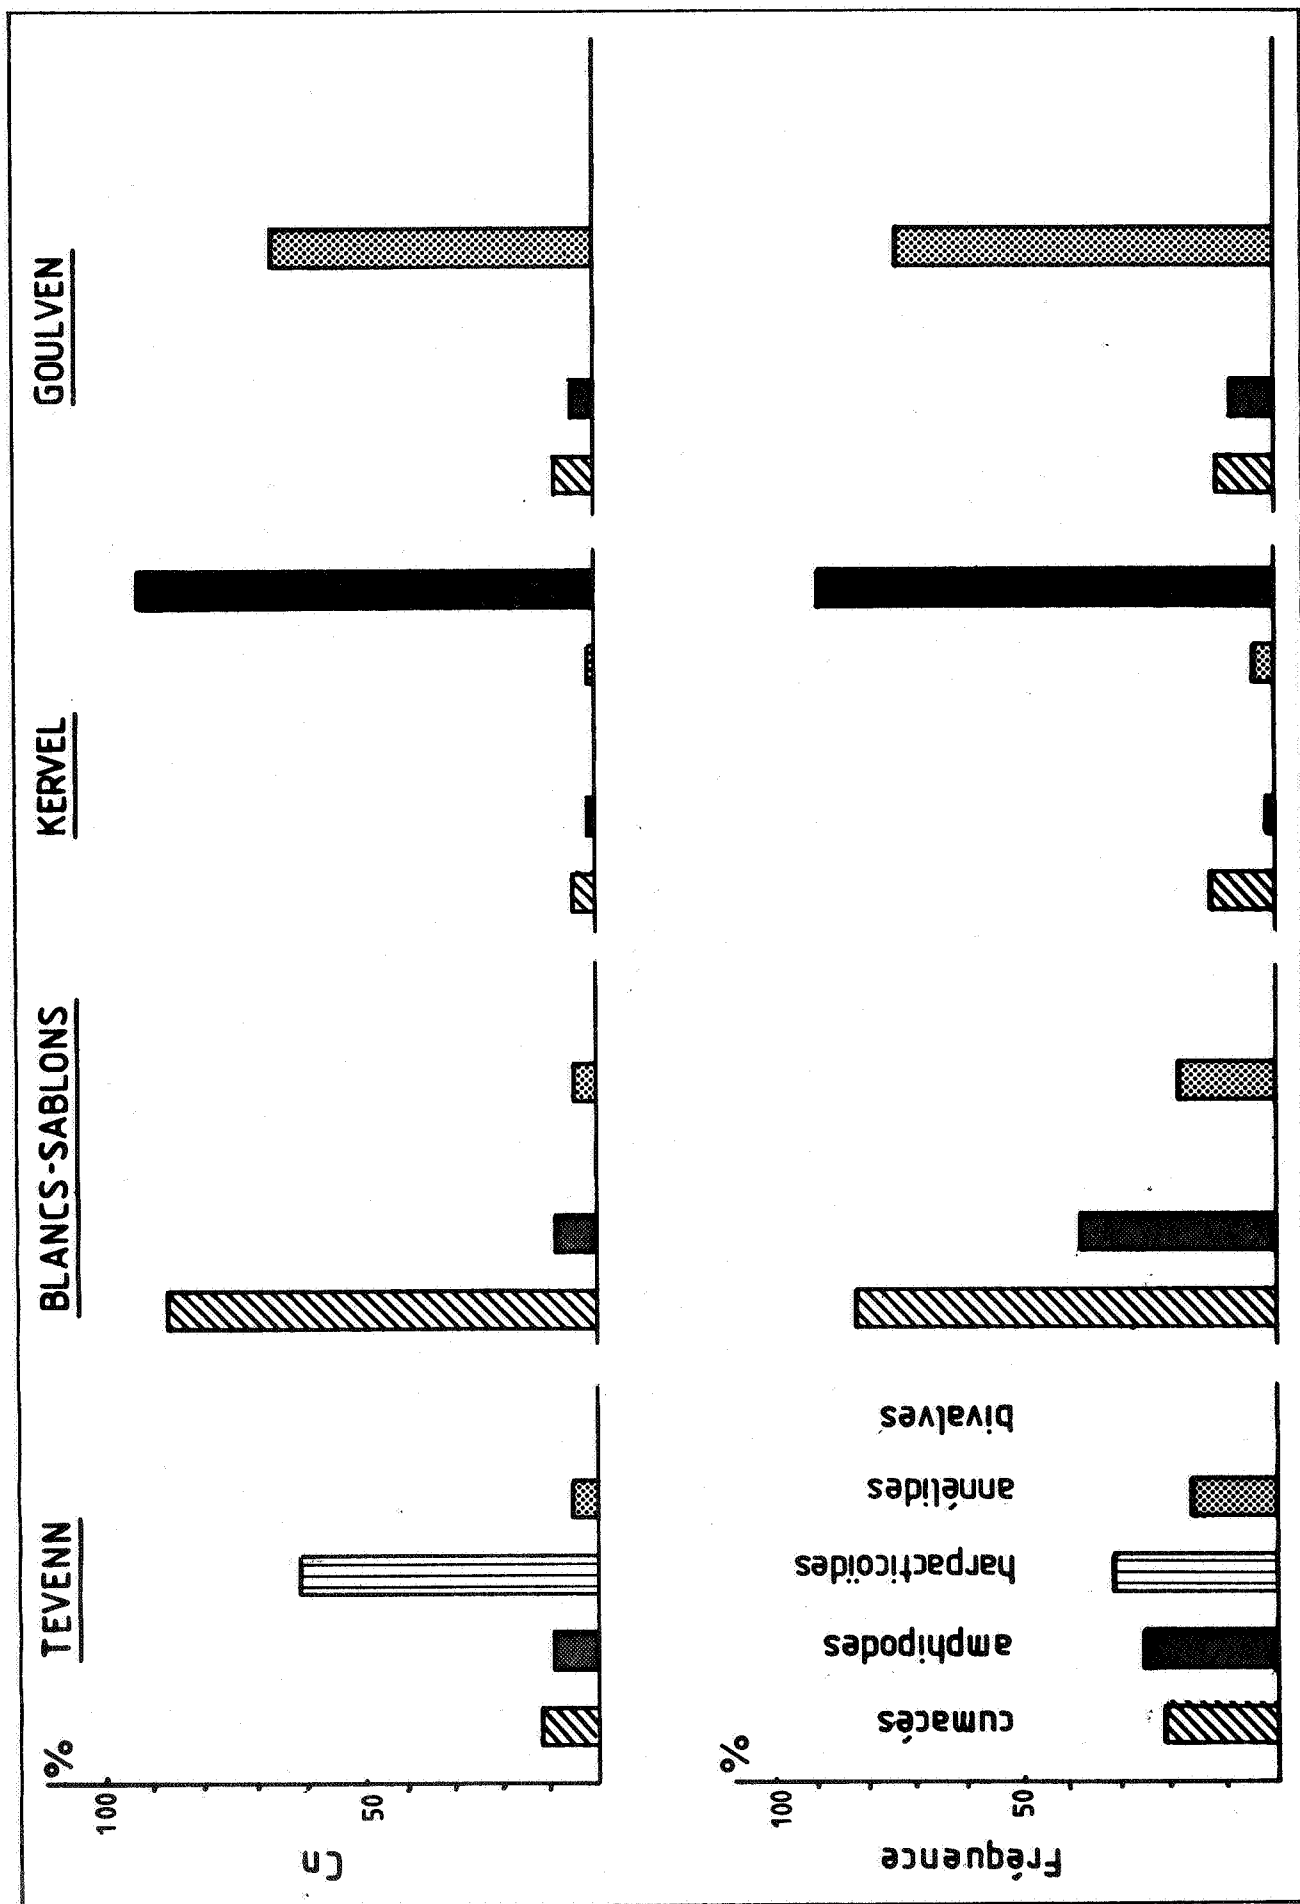 TEVENN
BLANCS-SABLONS
KERVEL
GOULVEN
%
100
50
Cn
%
100
50
Fréquence
cumacés
amphipodes
harpacticoïdes
annélides
bivalves